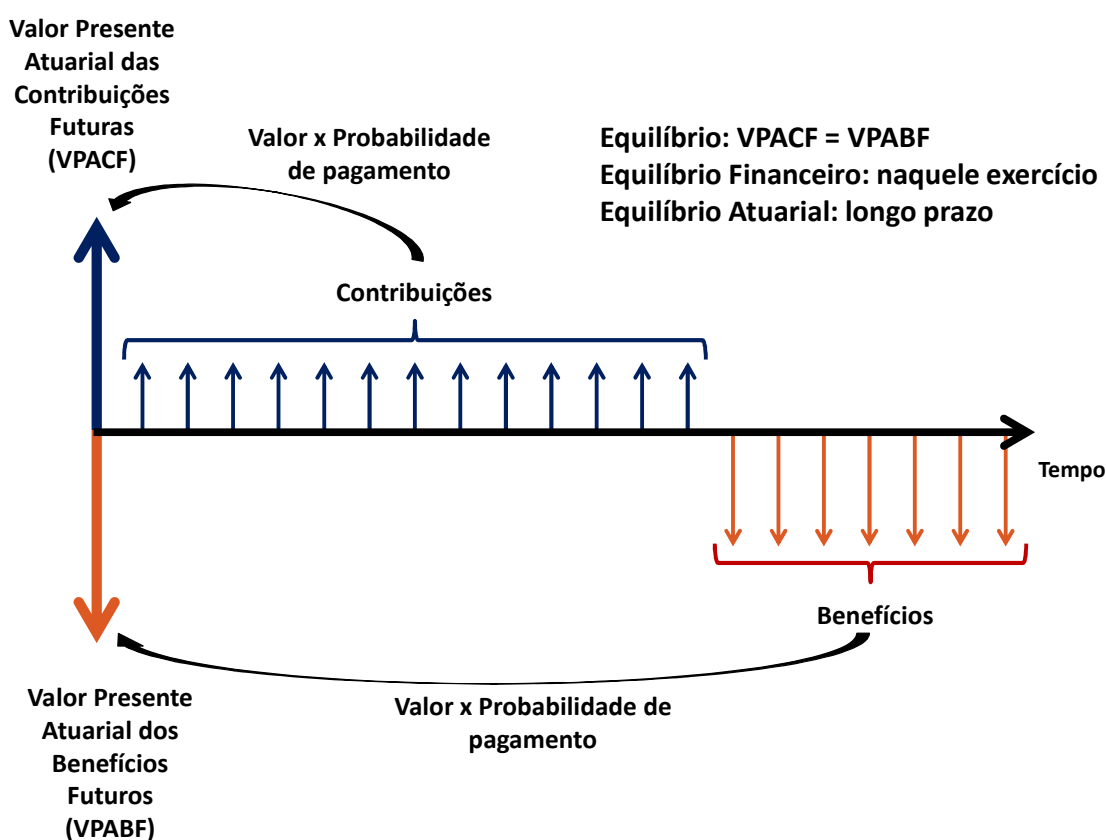 Valor Presente
Atuarial das
Contribuições
Futuras
(VPACF)
Valor x Probabilidade
de pagamento
Equilíbrio: VPACF = VPABF
Equilíbrio Financeiro: naquele exercício
Equilíbrio Atuarial: longo prazo
Contribuições
Tempo
Benefícios
Valor x Probabilidade de
pagamento
Valor Presente
Atuarial dos
Benefícios
Futuros
(VPABF)